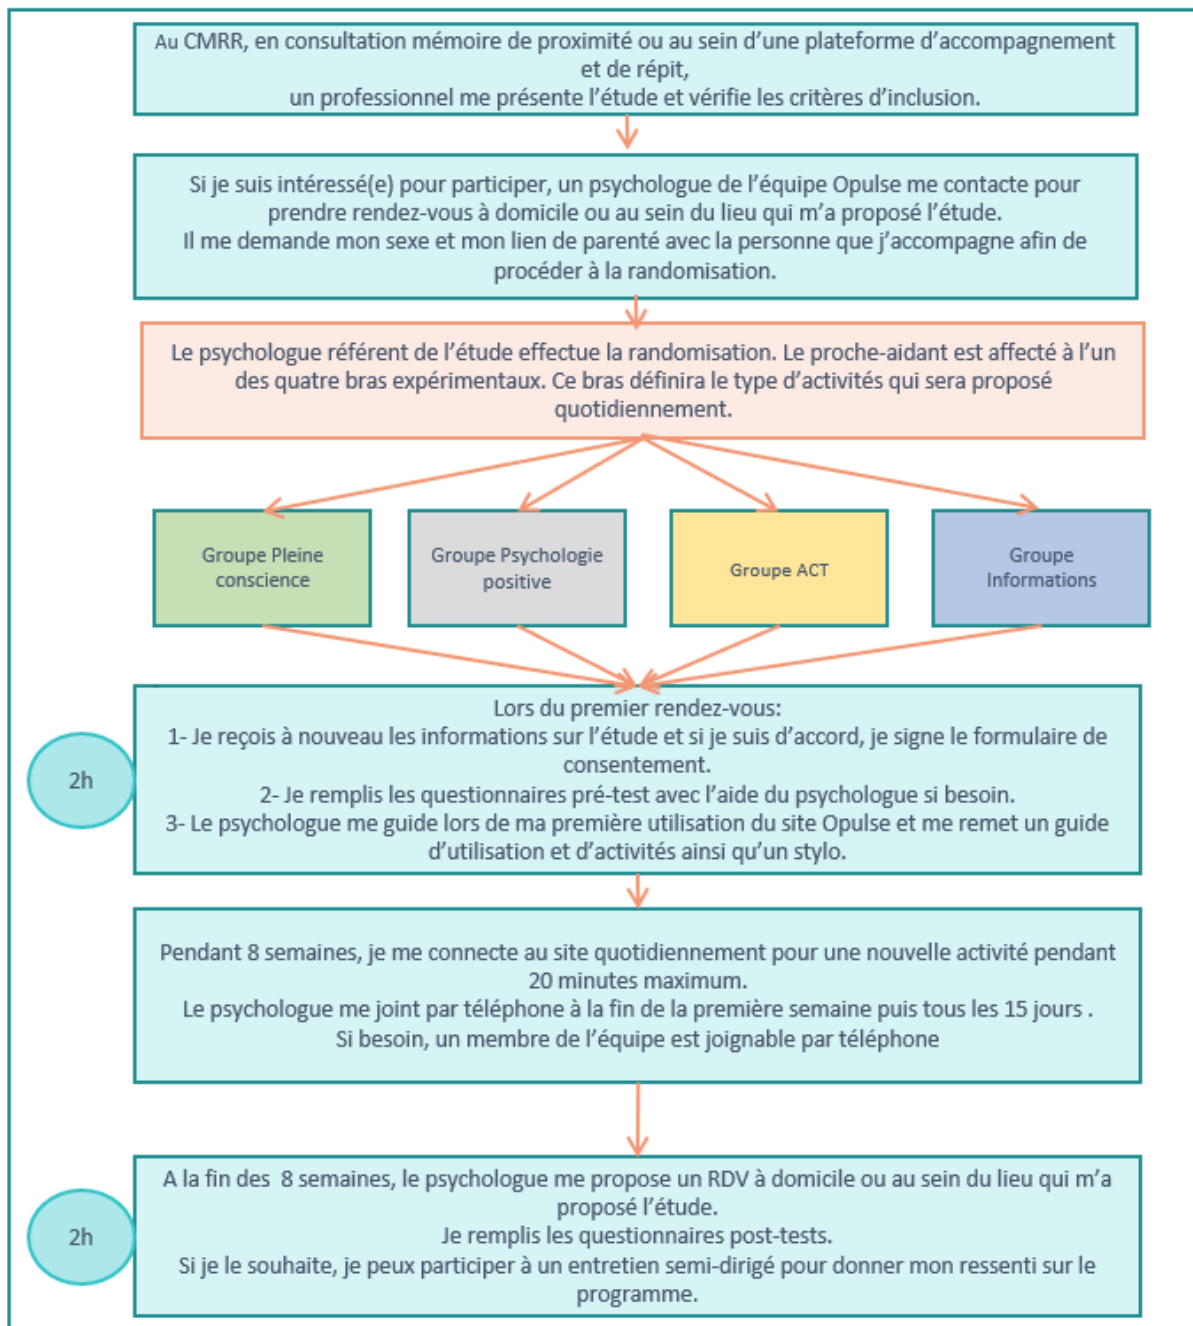 Au CMRR, en consultation mémoire de proximité ou au sein d’une plateforme d’accompagnement
et de répit,
un professionnel me présente l’étude et vérifie les critères d’inclusion.
Si je suis intéressé(e) pour participer, un psychologue de l’équipe Opulse me contacte pour
prendre rendez-vous à domicile ou au sein du lieu qui m’a proposé l’étude.
Il me demande mon sexe et mon lien de parenté avec la personne que j’accompagne afin de
procéder à la randomisation.
Le psychologue référent de l’étude effectue la randomisation. Le proche-aidant est affecté à l’un
des quatre bras expérimentaux. Ce bras définira le type d’activités qui sera proposé
quotidiennement.
Groupe Pleine
conscience
Groupe Psychologie
positive
Groupe ACT
Groupe
Informations
Lors du premier rendez-vous:
1- Je reçois à nouveau les informations sur l’étude et si je suis d’accord, je signe le formulaire de
consentement.
2- Je remplis les questionnaires pré-test avec l’aide du psychologue si besoin.
3- Le psychologue me guide lors de ma première utilisation du site Opulse et me remet un guide
d’utilisation et d’activités ainsi qu’un stylo.
2h
Pendant 8 semaines, je me connecte au site quotidiennement pour une nouvelle activité pendant
20 minutes maximum.
Le psychologue me joint par téléphone à la fin de la première semaine puis tous les 15 jours .
Si besoin, un membre de l’équipe est joignable par téléphone
A la fin des  8 semaines, le psychologue me propose un RDV à domicile ou au sein du lieu qui m’a
proposé l’étude.
Je remplis les questionnaires post-tests.
Si je le souhaite, je peux participer à un entretien semi-dirigé pour donner mon ressenti sur le
programme.
2h